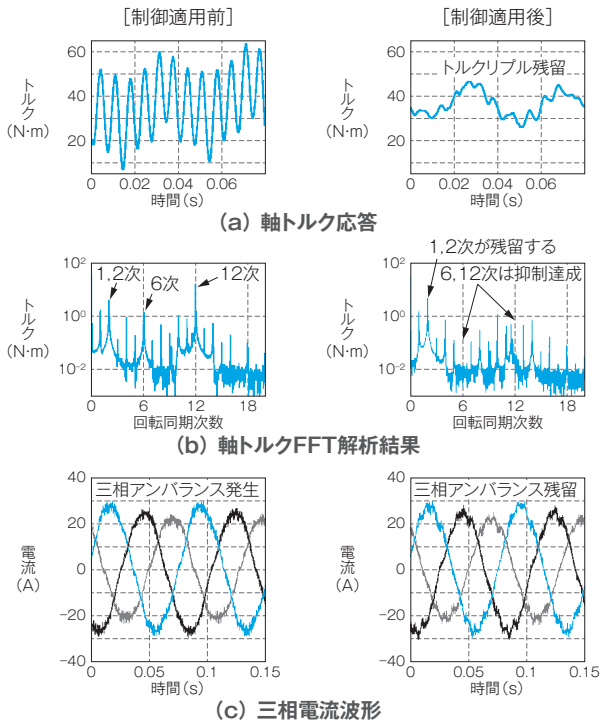 [制御適用前]
[制御適用後]
60
40
20
トルク
(N·m)
0 0.02 0.04 0.06
時間(s)
トルクリプル残留
60
40
20
トルク
(N·m)
0 0.02 0.04 0.06
時間(s)
(a) 軸トルク応答
1,2次が残留する
6,12次は抑制達成
10²
10⁰
10⁻²
トルク
(N·m)
1,2次
6次
12次
0 6 12 18
回転同期次数
10²
10⁰
10⁻²
トルク
(N·m)
0 6 12 18
回転同期次数
(b) 軸トルクFFT解析結果
40
20
0
−20
−40
電流
(A)
三相アンバランス発生
0 0.05 0.1 0.15
時間(s)
40
20
0
−20
−40
電流
(A)
三相アンバランス残留
0 0.05 0.1 0.15
時間(s)
(c) 三相電流波形